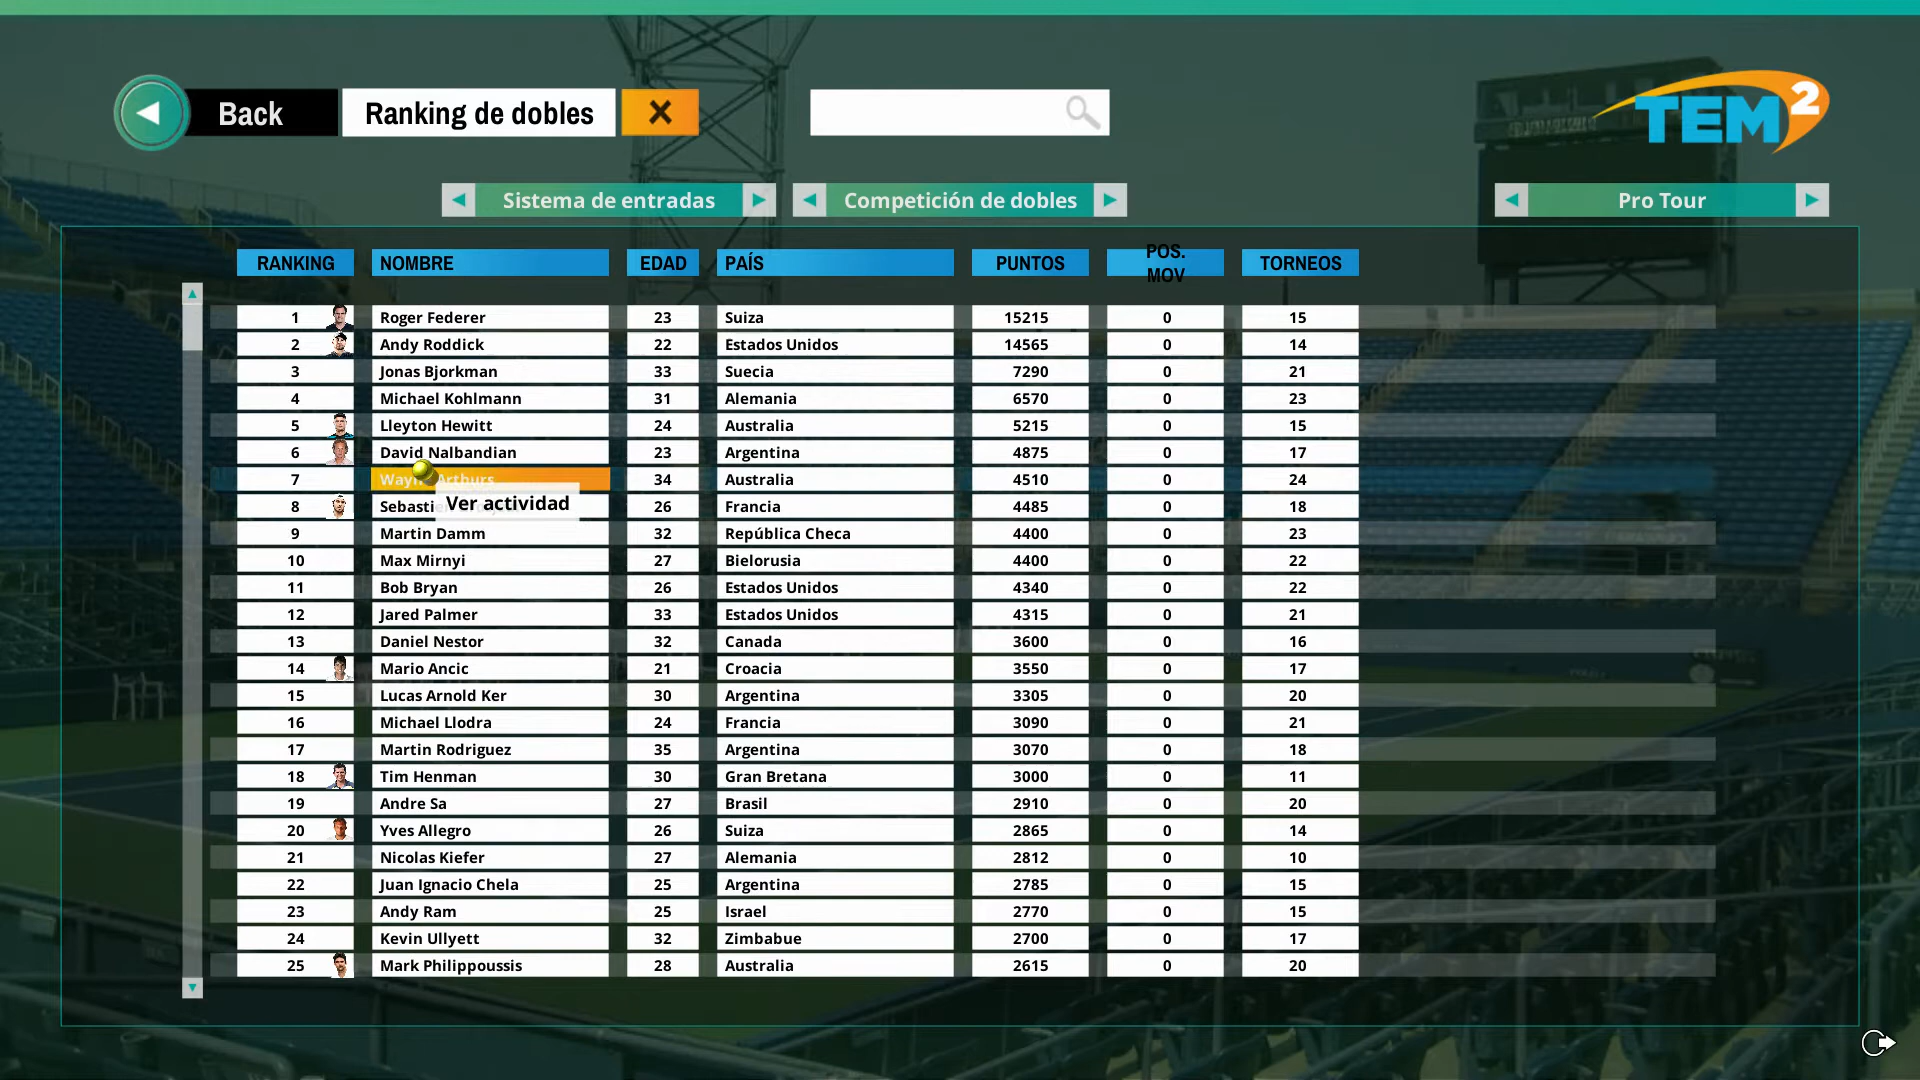 Back
Ranking de dobles
TEM2
Sistema de entradas
Competición de dobles
Pro Tour
RANKING NOMBRE EDAD PAÍS PUNTOS POS. MOV TORNEOS
1 Roger Federer 23 Suiza 15215 0 15
2 Andy Roddick 22 Estados Unidos 14565 0 14
3 Jonas Bjorkman 33 Suecia 7290 0 21
4 Michael Kohlmann 31 Alemania 6570 0 23
5 Lleyton Hewitt 24 Australia 5215 0 15
6 David Nalbandian 23 Argentina 4875 0 17
7 Wayne Arthurs 34 Australia 4510 0 24
Ver actividad
8 Sebasti 26 Francia 4485 0 18
9 Martin Damm 32 República Checa 4400 0 23
10 Max Mirnyi 27 Bielorusia 4400 0 22
11 Bob Bryan 26 Estados Unidos 4340 0 22
12 Jared Palmer 33 Estados Unidos 4315 0 21
13 Daniel Nestor 32 Canada 3600 0 16
14 Mario Ancic 21 Croacia 3550 0 17
15 Lucas Arnold Ker 30 Argentina 3305 0 20
16 Michael Llodra 24 Francia 3090 0 21
17 Martin Rodriguez 35 Argentina 3070 0 18
18 Tim Henman 30 Gran Bretana 3000 0 11
19 Andre Sa 27 Brasil 2910 0 20
20 Yves Allegro 26 Suiza 2865 0 14
21 Nicolas Kiefer 27 Alemania 2812 0 10
22 Juan Ignacio Chela 25 Argentina 2785 0 15
23 Andy Ram 25 Israel 2770 0 15
24 Kevin Ullyett 32 Zimbabue 2700 0 17
25 Mark Philippoussis 28 Australia 2615 0 20